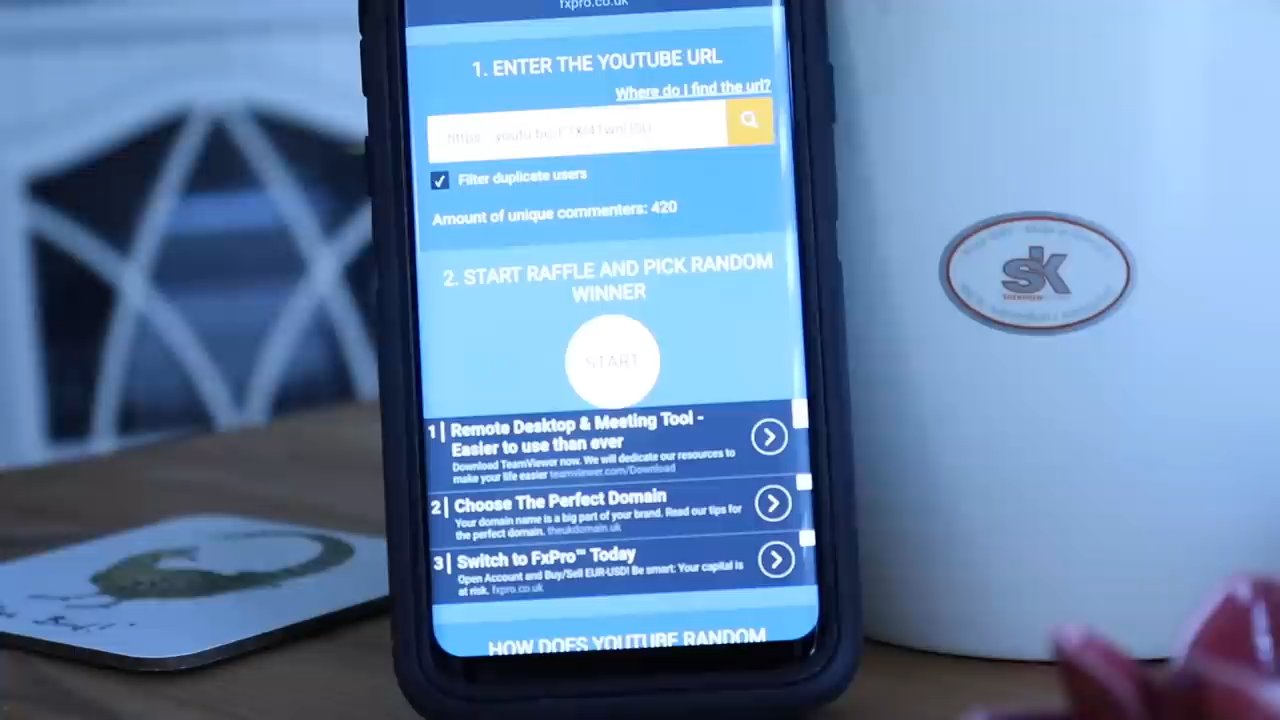 fxpro.co.uk
1. ENTER THE YOUTUBE URL
Where do I find the url?
Filter duplicate users
Amount of unique commenters: 420
2. START RAFFLE AND PICK RANDOM
WINNER
START
1 Remote Desktop & Meeting Tool -
Easier to use than ever
Download TeamViewer now. We will dedicate our resources to
make your life easier teamviewer.com/Download
2 Choose The Perfect Domain
Your domain name is a big part of your brand. Read our tips for
the perfect domain. theukdomain.uk
3 Switch to FxPro™ Today
Open Account and Buy/Sell EUR-USD! Be smart: Your capital is
at risk. fxpro.co.uk
HOW DOES YOUTUBE RANDOM
sk